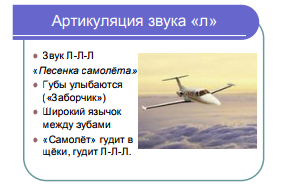 Артикуляция звука «л»
Звук Л-Л-Л
«Песенка самолёта»
Губы улыбаются
(«Заборчик»)
Широкий язычок
между зубами
«Самолёт» гудит в
щёки, гудит Л-Л-Л.